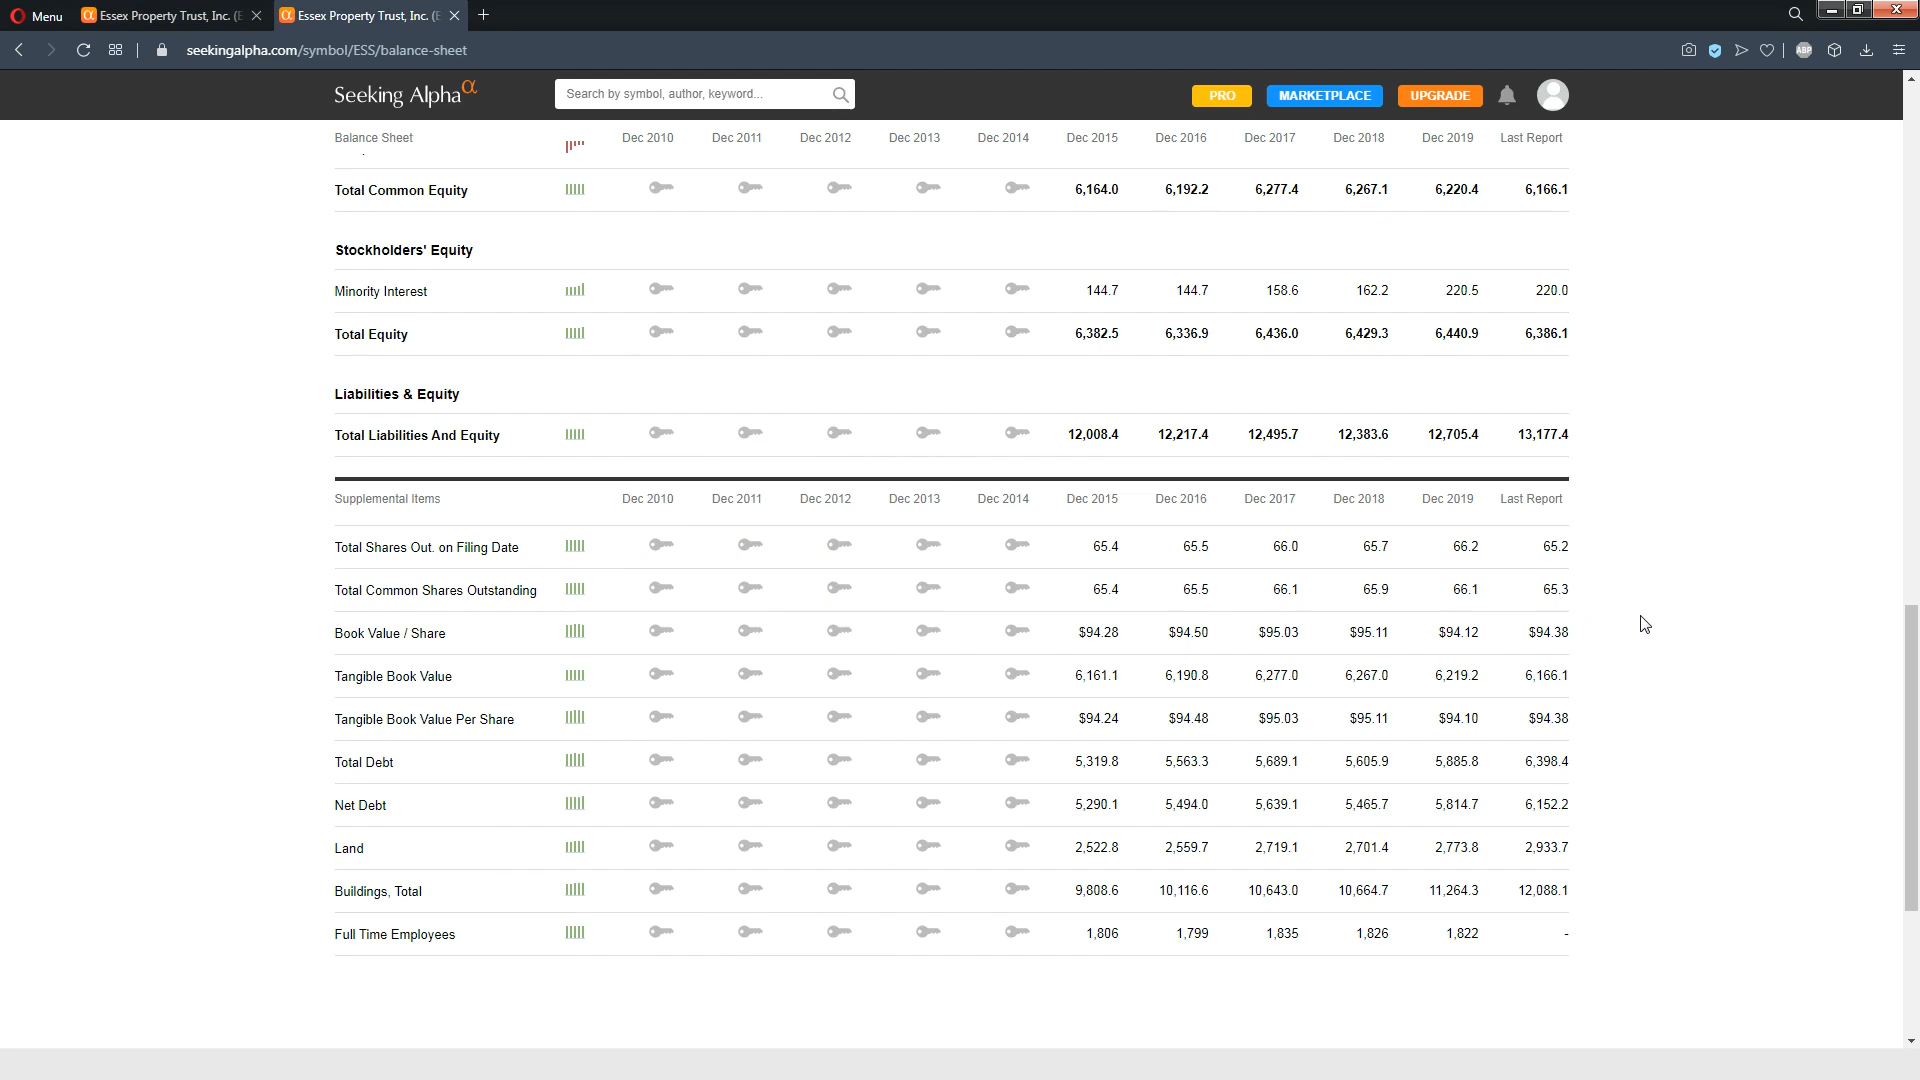 Menu
Essex Property Trust, Inc. (E
Essex Property Trust, Inc. (E
seekingalpha.com/symbol/ESS/balance-sheet
ABP
Seeking Alpha α
Search by symbol, author, keyword...
PRO
MARKETPLACE
UPGRADE
Balance Sheet Dec 2010 Dec 2011 Dec 2012 Dec 2013 Dec 2014 Dec 2015 Dec 2016 Dec 2017 Dec 2018 Dec 2019 Last Report
Total Common Equity 6,164.0 6,192.2 6,277.4 6,267.1 6,220.4 6,166.1
Stockholders' Equity
Minority Interest 144.7 144.7 158.6 162.2 220.5 220.0
Total Equity 6,382.5 6,336.9 6,436.0 6,429.3 6,440.9 6,386.1
Liabilities & Equity
Total Liabilities And Equity 12,008.4 12,217.4 12,495.7 12,383.6 12,705.4 13,177.4
Supplemental Items Dec 2010 Dec 2011 Dec 2012 Dec 2013 Dec 2014 Dec 2015 Dec 2016 Dec 2017 Dec 2018 Dec 2019 Last Report
Total Shares Out. on Filing Date 65.4 65.5 66.0 65.7 66.2 65.2
Total Common Shares Outstanding 65.4 65.5 66.1 65.9 66.1 65.3
Book Value / Share $94.28 $94.50 $95.03 $95.11 $94.12 $94.38
Tangible Book Value 6,161.1 6,190.8 6,277.0 6,267.0 6,219.2 6,166.1
Tangible Book Value Per Share $94.24 $94.48 $95.03 $95.11 $94.10 $94.38
Total Debt 5,319.8 5,563.3 5,689.1 5,605.9 5,885.8 6,398.4
Net Debt 5,290.1 5,494.0 5,639.1 5,465.7 5,814.7 6,152.2
Land 2,522.8 2,559.7 2,719.1 2,701.4 2,773.8 2,933.7
Buildings, Total 9,808.6 10,116.6 10,643.0 10,664.7 11,264.3 12,088.1
Full Time Employees 1,806 1,799 1,835 1,826 1,822 -